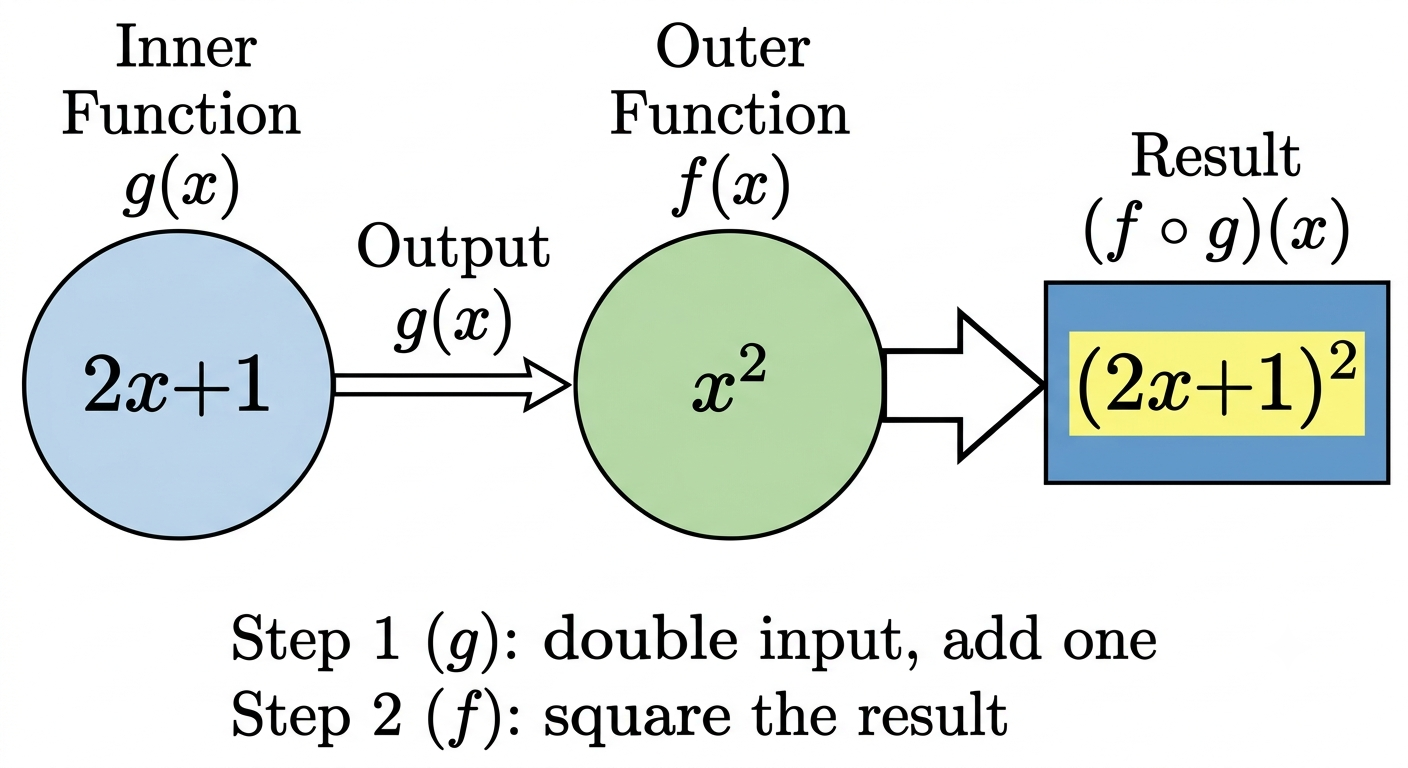 Inner
Function
g(x)
Output
g(x)
Outer
Function
f(x)
Result
(f ∘ g)(x)
2x+1
x²
(2x+1)²
Step 1 (g): double input, add one
Step 2 (f): square the result